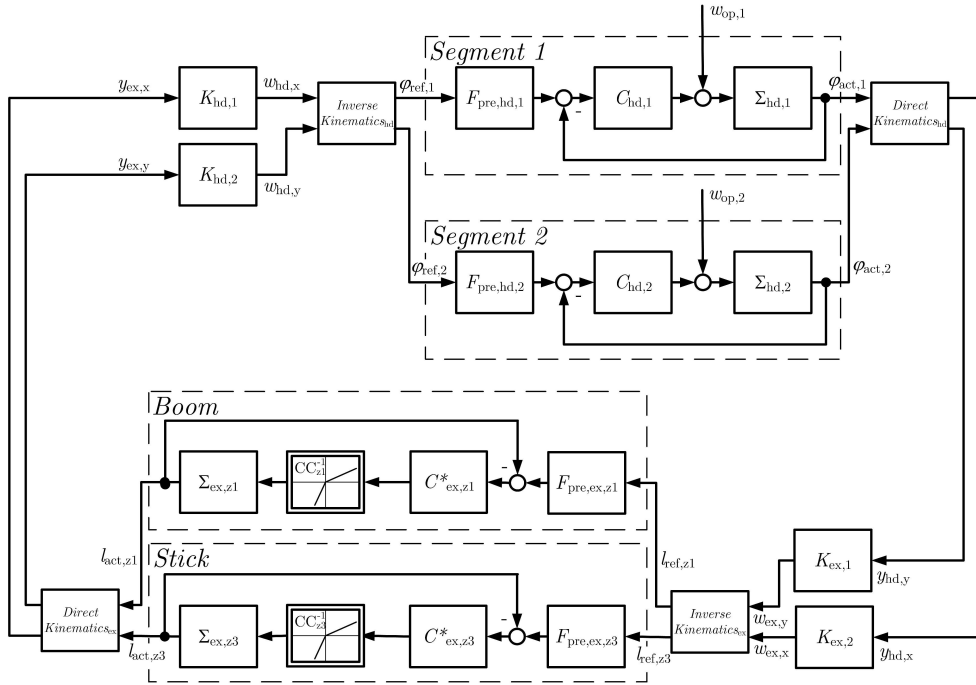 w_op,1
Segment 1
y_ex,x
K_hd,1
w_hd,x
Inverse
Kinematics_hd
φ_ref,1
F_pre,hd,1
-
C_hd,1
Σ_hd,1
φ_act,1
Direct
Kinematics_hd
y_ex,y
K_hd,2
w_hd,y
w_op,2
Segment 2
φ_ref,2
F_pre,hd,2
-
C_hd,2
Σ_hd,2
φ_act,2
Boom
Σ_ex,z1
CC_z1^-1
C*_ex,z1
-
F_pre,ex,z1
l_act,z1
Stick
l_ref,z1
K_ex,1
y_hd,y
Direct
Kinematics_ex
Σ_ex,z3
CC_z3^-1
C*_ex,z3
-
F_pre,ex,z3
Inverse
Kinematics_ex
w_ex,y
w_ex,x
K_ex,2
y_hd,x
l_act,z3
l_ref,z3